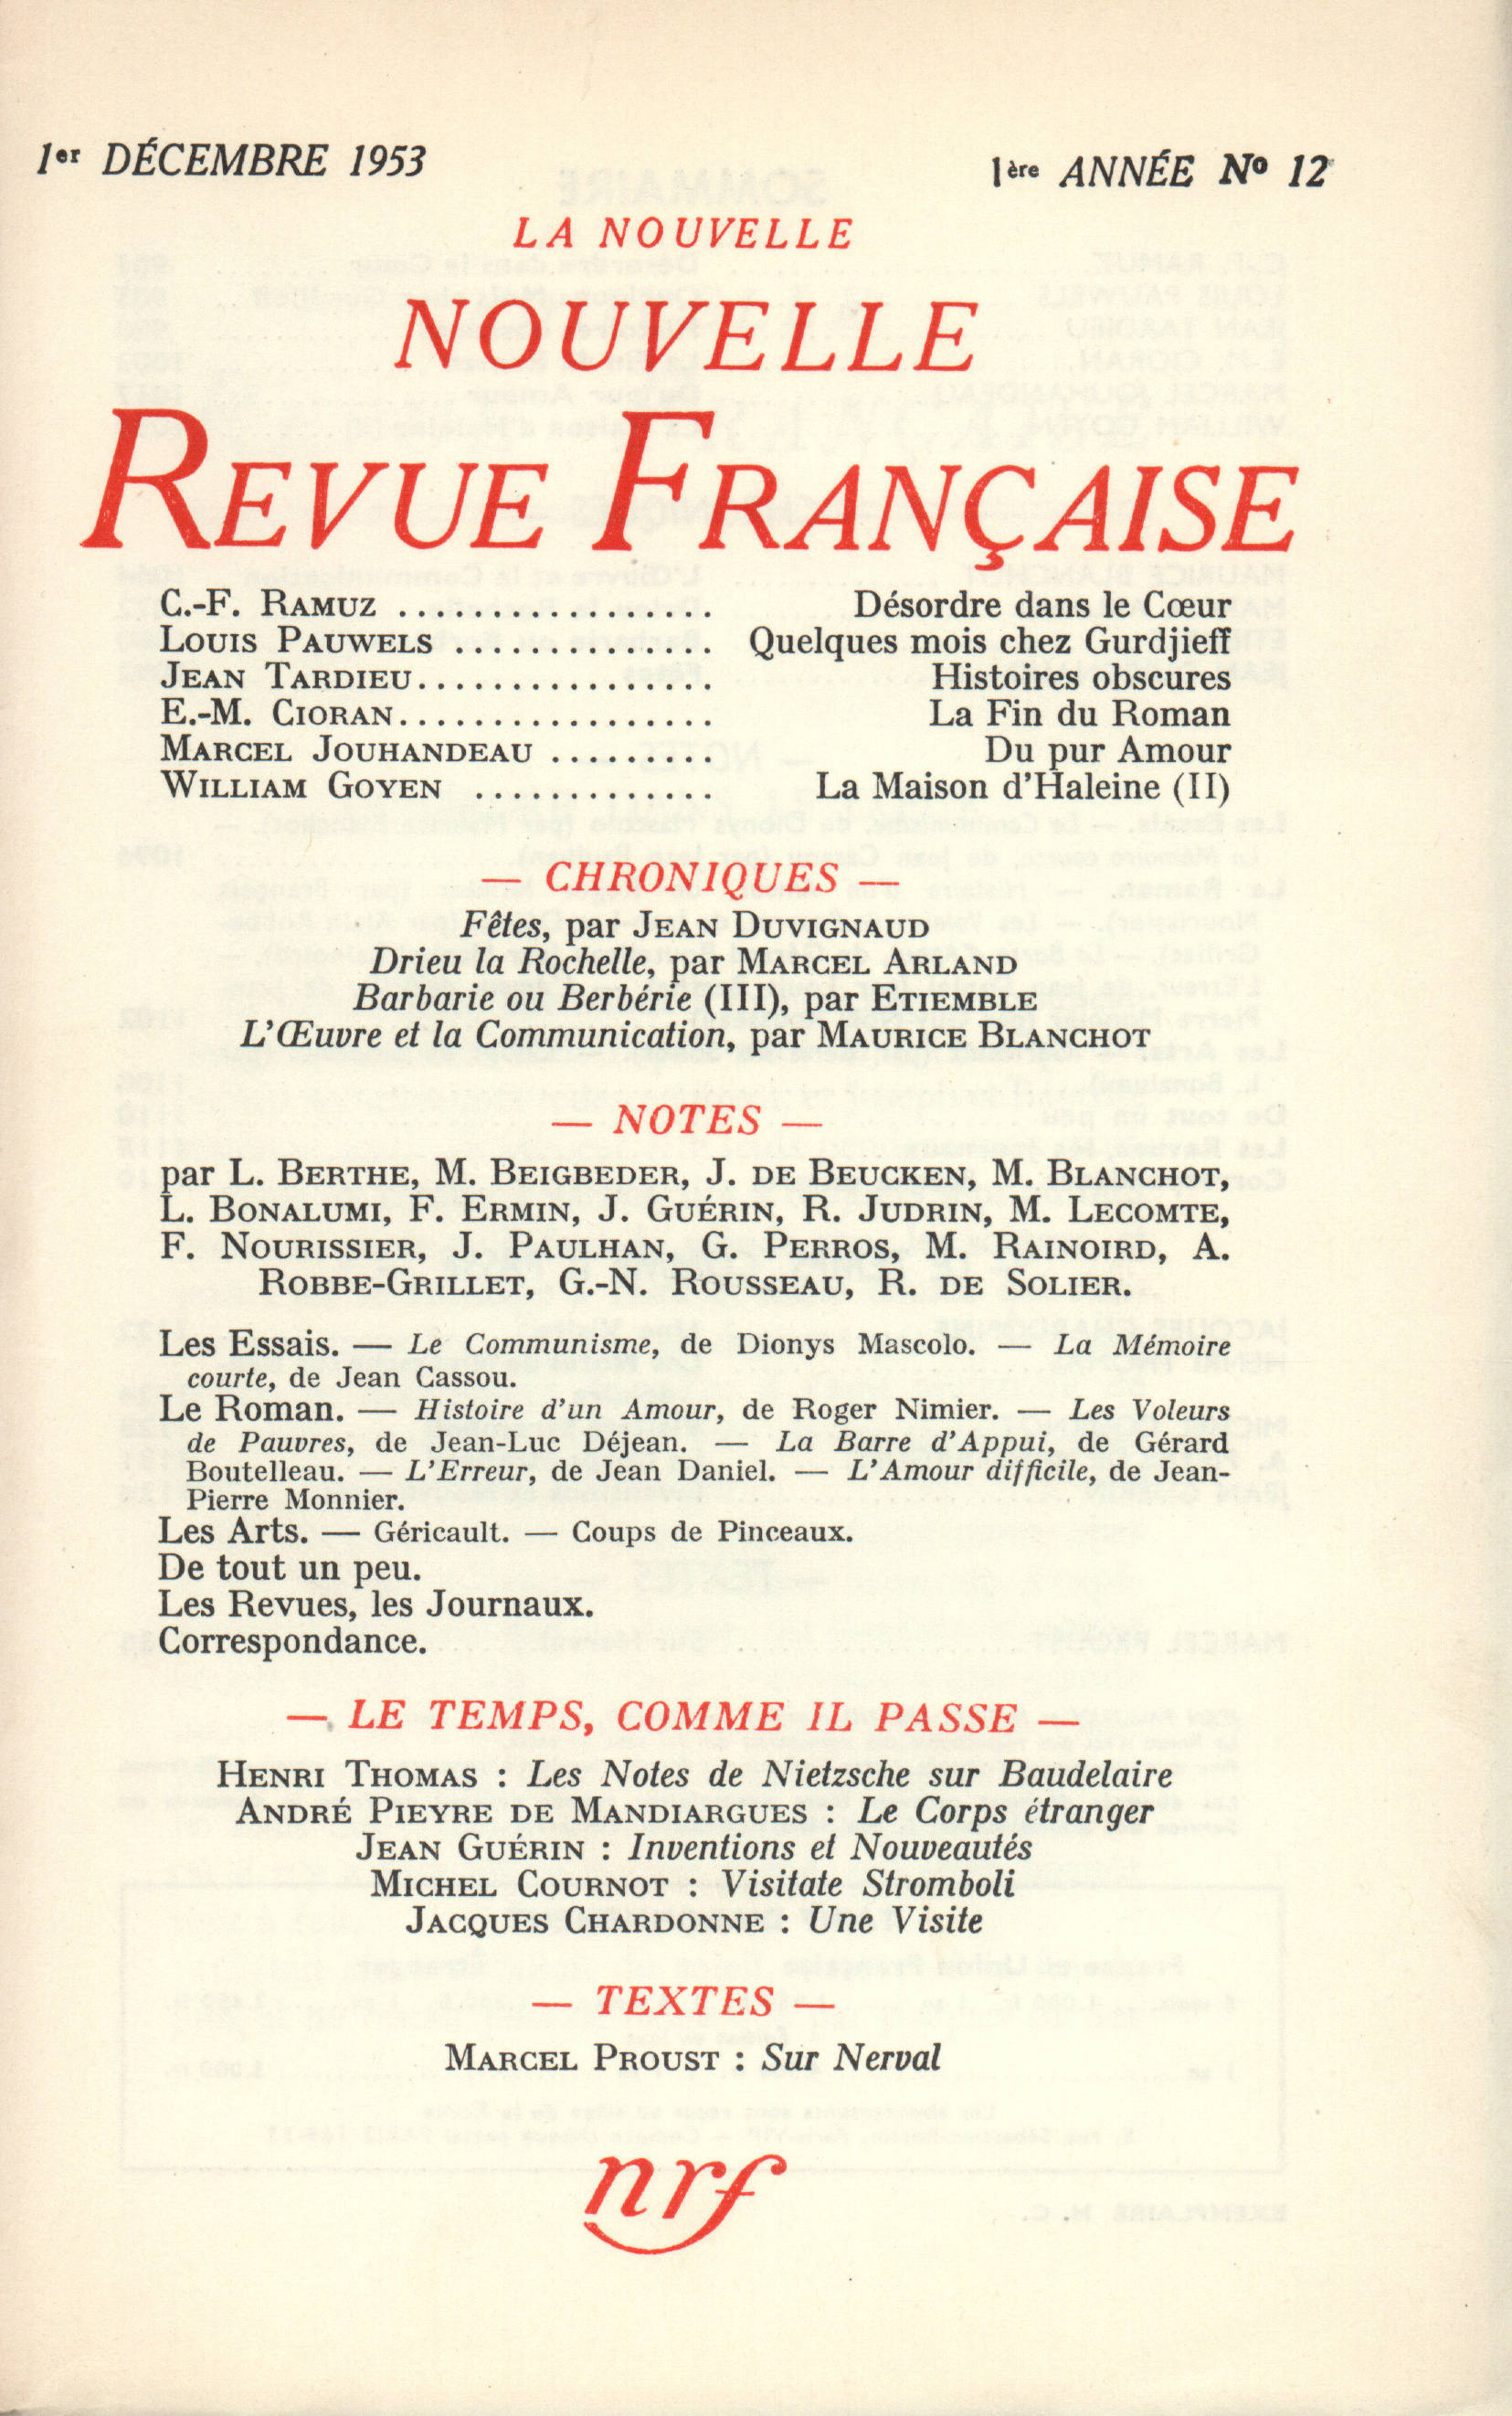 1er DÉCEMBRE 1953
1ère ANNÉE No 12
LA NOUVELLE
NOUVELLE
REVUE FRANÇAISE
C.-F. RAMUZ ................. Désordre dans le Cœur
LOUIS PAUWELS .............. Quelques mois chez Gurdjieff
JEAN TARDIEU................ Histoires obscures
E.-M. CIORAN................. La Fin du Roman
MARCEL JOUHANDEAU ......... Du pur Amour
WILLIAM GOYEN ............. La Maison d'Haleine (II)
— CHRONIQUES —
Fêtes, par JEAN DUVIGNAUD
Drieu la Rochelle, par MARCEL ARLAND
Barbarie ou Berbérie (III), par ETIEMBLE
L'Œuvre et la Communication, par MAURICE BLANCHOT
— NOTES —
par L. BERTHE, M. BEIGBEDER, J. DE BEUCKEN, M. BLANCHOT,
L. BONALUMI, F. ERMIN, J. GUÉRIN, R. JUDRIN, M. LECOMTE,
F. NOURISSIER, J. PAULHAN, G. PERROS, M. RAINOIRD, A.
ROBBE-GRILLET, G.-N. ROUSSEAU, R. DE SOLIER.
Les Essais. — Le Communisme, de Dionys Mascolo. — La Mémoire
courte, de Jean Cassou.
Le Roman. — Histoire d'un Amour, de Roger Nimier. — Les Voleurs
de Pauvres, de Jean-Luc Déjean. — La Barre d'Appui, de Gérard
Boutelleau. — L'Erreur, de Jean Daniel. — L'Amour difficile, de Jean-
Pierre Monnier.
Les Arts. — Géricault. — Coups de Pinceaux.
De tout un peu.
Les Revues, les Journaux.
Correspondance.
— LE TEMPS, COMME IL PASSE —
HENRI THOMAS : Les Notes de Nietzsche sur Baudelaire
ANDRÉ PIEYRE DE MANDIARGUES : Le Corps étranger
JEAN GUÉRIN : Inventions et Nouveautés
MICHEL COURNOT : Visitate Stromboli
JACQUES CHARDONNE : Une Visite
— TEXTES —
MARCEL PROUST : Sur Nerval
nrf